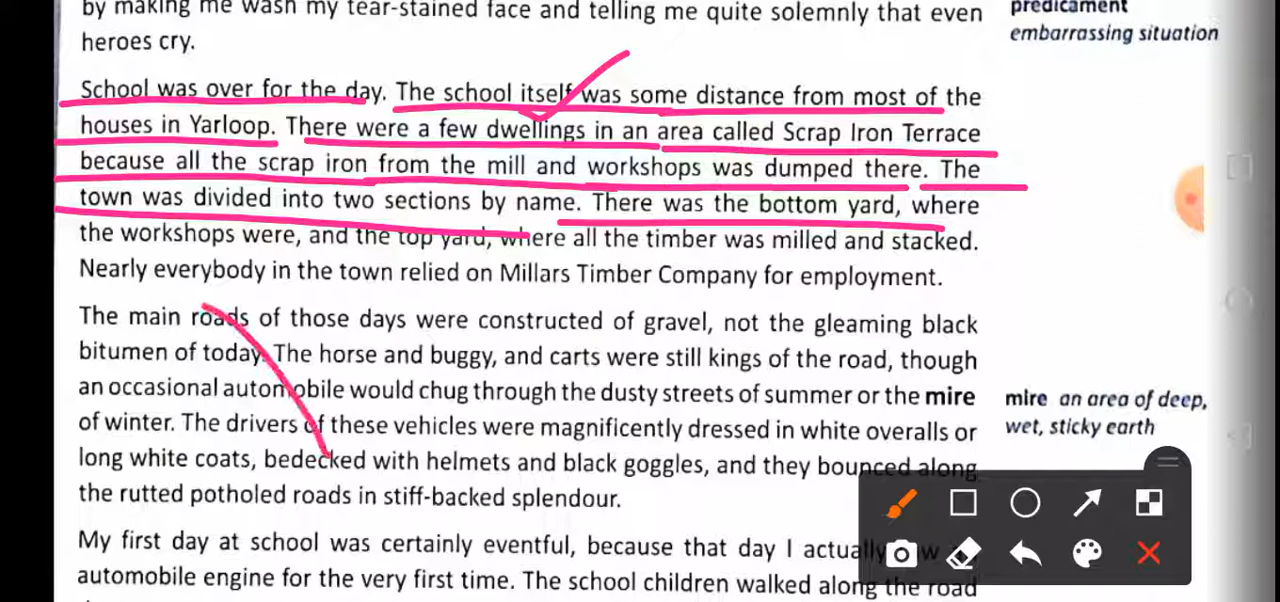 by making me wash my tear-stained face and telling me quite solemnly that even
heroes cry.
predicament
embarrassing situation
School was over for the day. The school itself was some distance from most of the
houses in Yarloop. There were a few dwellings in an area called Scrap Iron Terrace
because all the scrap iron from the mill and workshops was dumped there. The
town was divided into two sections by name. There was the bottom yard, where
the workshops were, and the top yard, where all the timber was milled and stacked.
Nearly everybody in the town relied on Millars Timber Company for employment.
The main roads of those days were constructed of gravel, not the gleaming black
bitumen of today. The horse and buggy, and carts were still kings of the road, though
an occasional automobile would chug through the dusty streets of summer or the mire
of winter. The drivers of these vehicles were magnificently dressed in white overalls or
long white coats, bedecked with helmets and black goggles, and they bounced along
the rutted potholed roads in stiff-backed splendour.
mire an area of deep,
wet, sticky earth
My first day at school was certainly eventful, because that day I actually
automobile engine for the very first time. The school children walked along the road